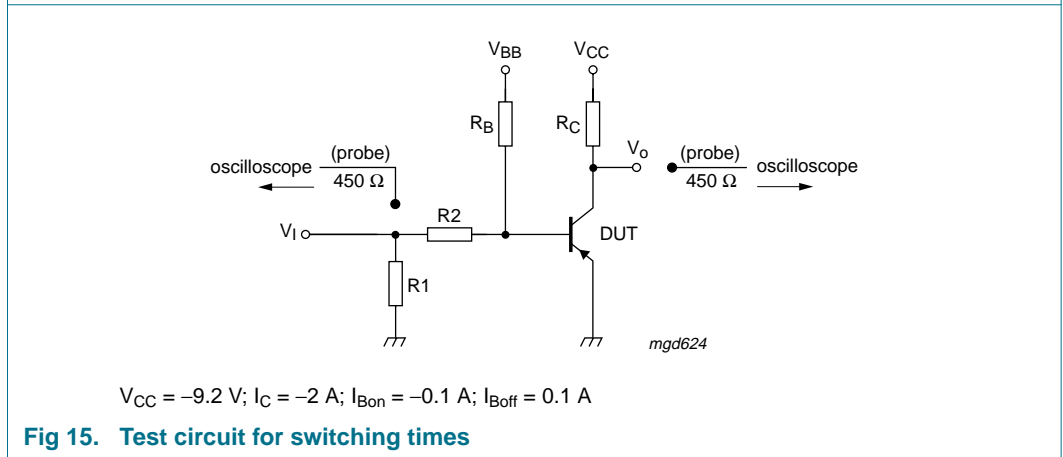 VBB
VCC
RB
RC
Vo
(probe)
450 Ω
oscilloscope
(probe)
450 Ω
oscilloscope
R2
VI
DUT
R1
mgd624
VCC = −9.2 V; IC = −2 A; IBon = −0.1 A; IBoff = 0.1 A
Fig 15. Test circuit for switching times